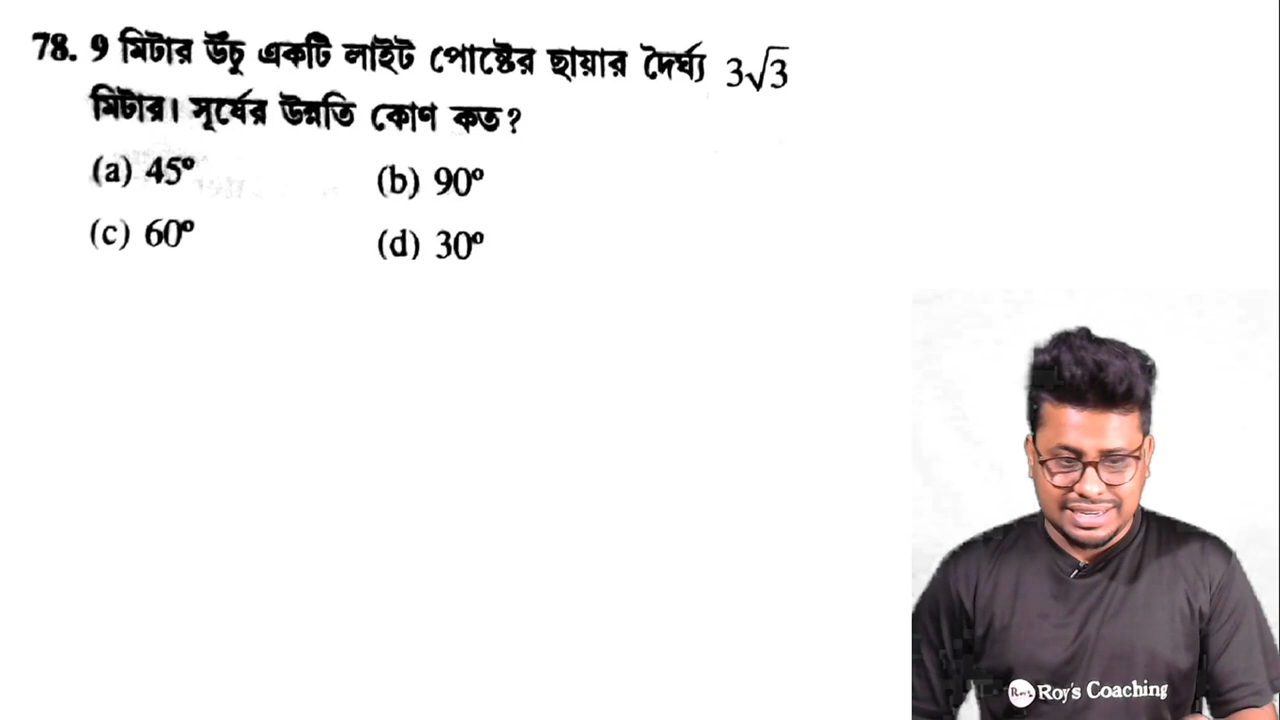 78. 9 মিটার উঁচু একটি লাইট পোষ্টের ছায়ার দৈর্ঘ্য 3√3
মিটার। সূর্যের উন্নতি কোণ কত?
(a) 45° (b) 90°
(c) 60° (d) 30°
Roy's Coaching